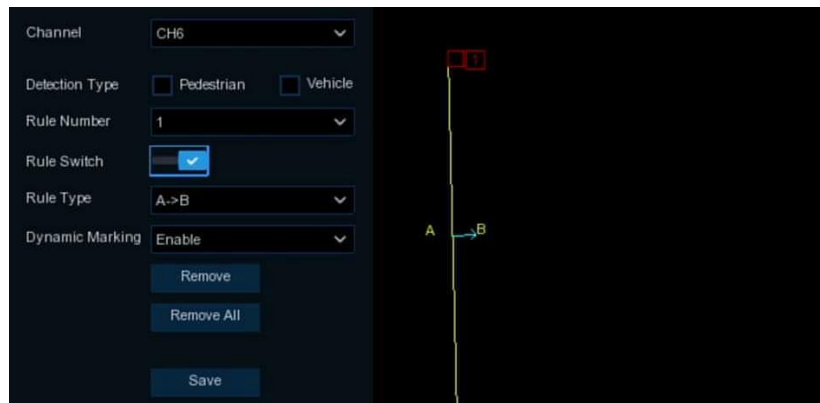 Channel CH6
1
Detection Type Pedestrian Vehicle
Rule Number 1
Rule Switch
Rule Type A->B
Dynamic Marking Enable
A B
Remove
Remove All
Save